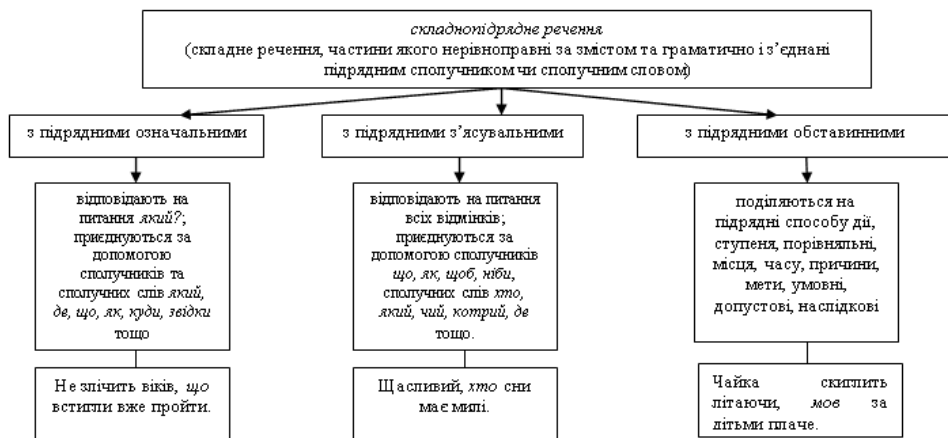 складнопідрядне речення
(складне речення, частини якого нерівноправні за змістом та граматично і з’єднані
підрядним сполучником чи сполучним словом)
з підрядними означальними
з підрядними з’ясувальними
з підрядними обставинними
відповідають на
питання який?;
приєднуються за
допомогою
сполучників та
сполучних слів який,
де, що, як, куди, звідки
тощо
відповідають на питання
всіх відмінків;
приєднуються за
допомогою сполучників
що, як, щоб, ніби,
сполучних слів хто,
який, чий, котрий, де
тощо.
поділяються на
підрядні способу дії,
ступеня, порівняльні,
місця, часу, причини,
мети, умовні,
допустові, наслідкові
Не злічить віків, що
встигли вже пройти.
Щасливий, хто сни
має милі.
Чайка скиглить
літаючи, мов за
дітьми плаче.